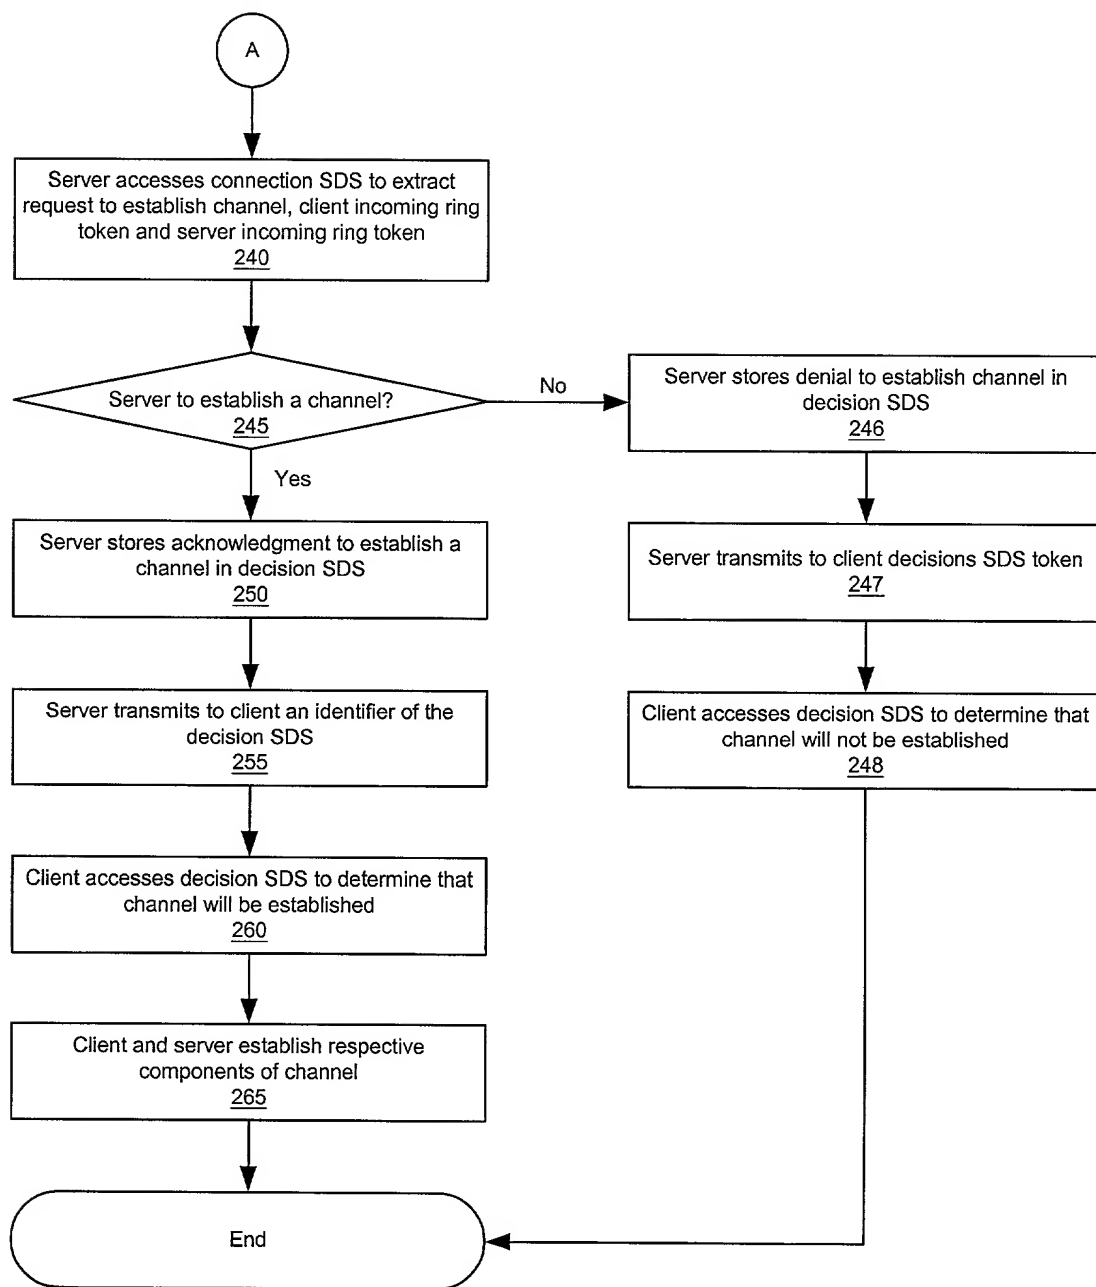 A
Server accesses connection SDS to extract
request to establish channel, client incoming ring
token and server incoming ring token
240
Server to establish a channel?
245
No
Yes
Server stores denial to establish channel in
decision SDS
246
Server transmits to client decisions SDS token
247
Client accesses decision SDS to determine that
channel will not be established
248
Server stores acknowledgment to establish a
channel in decision SDS
250
Server transmits to client an identifier of the
decision SDS
255
Client accesses decision SDS to determine that
channel will be established
260
Client and server establish respective
components of channel
265
End